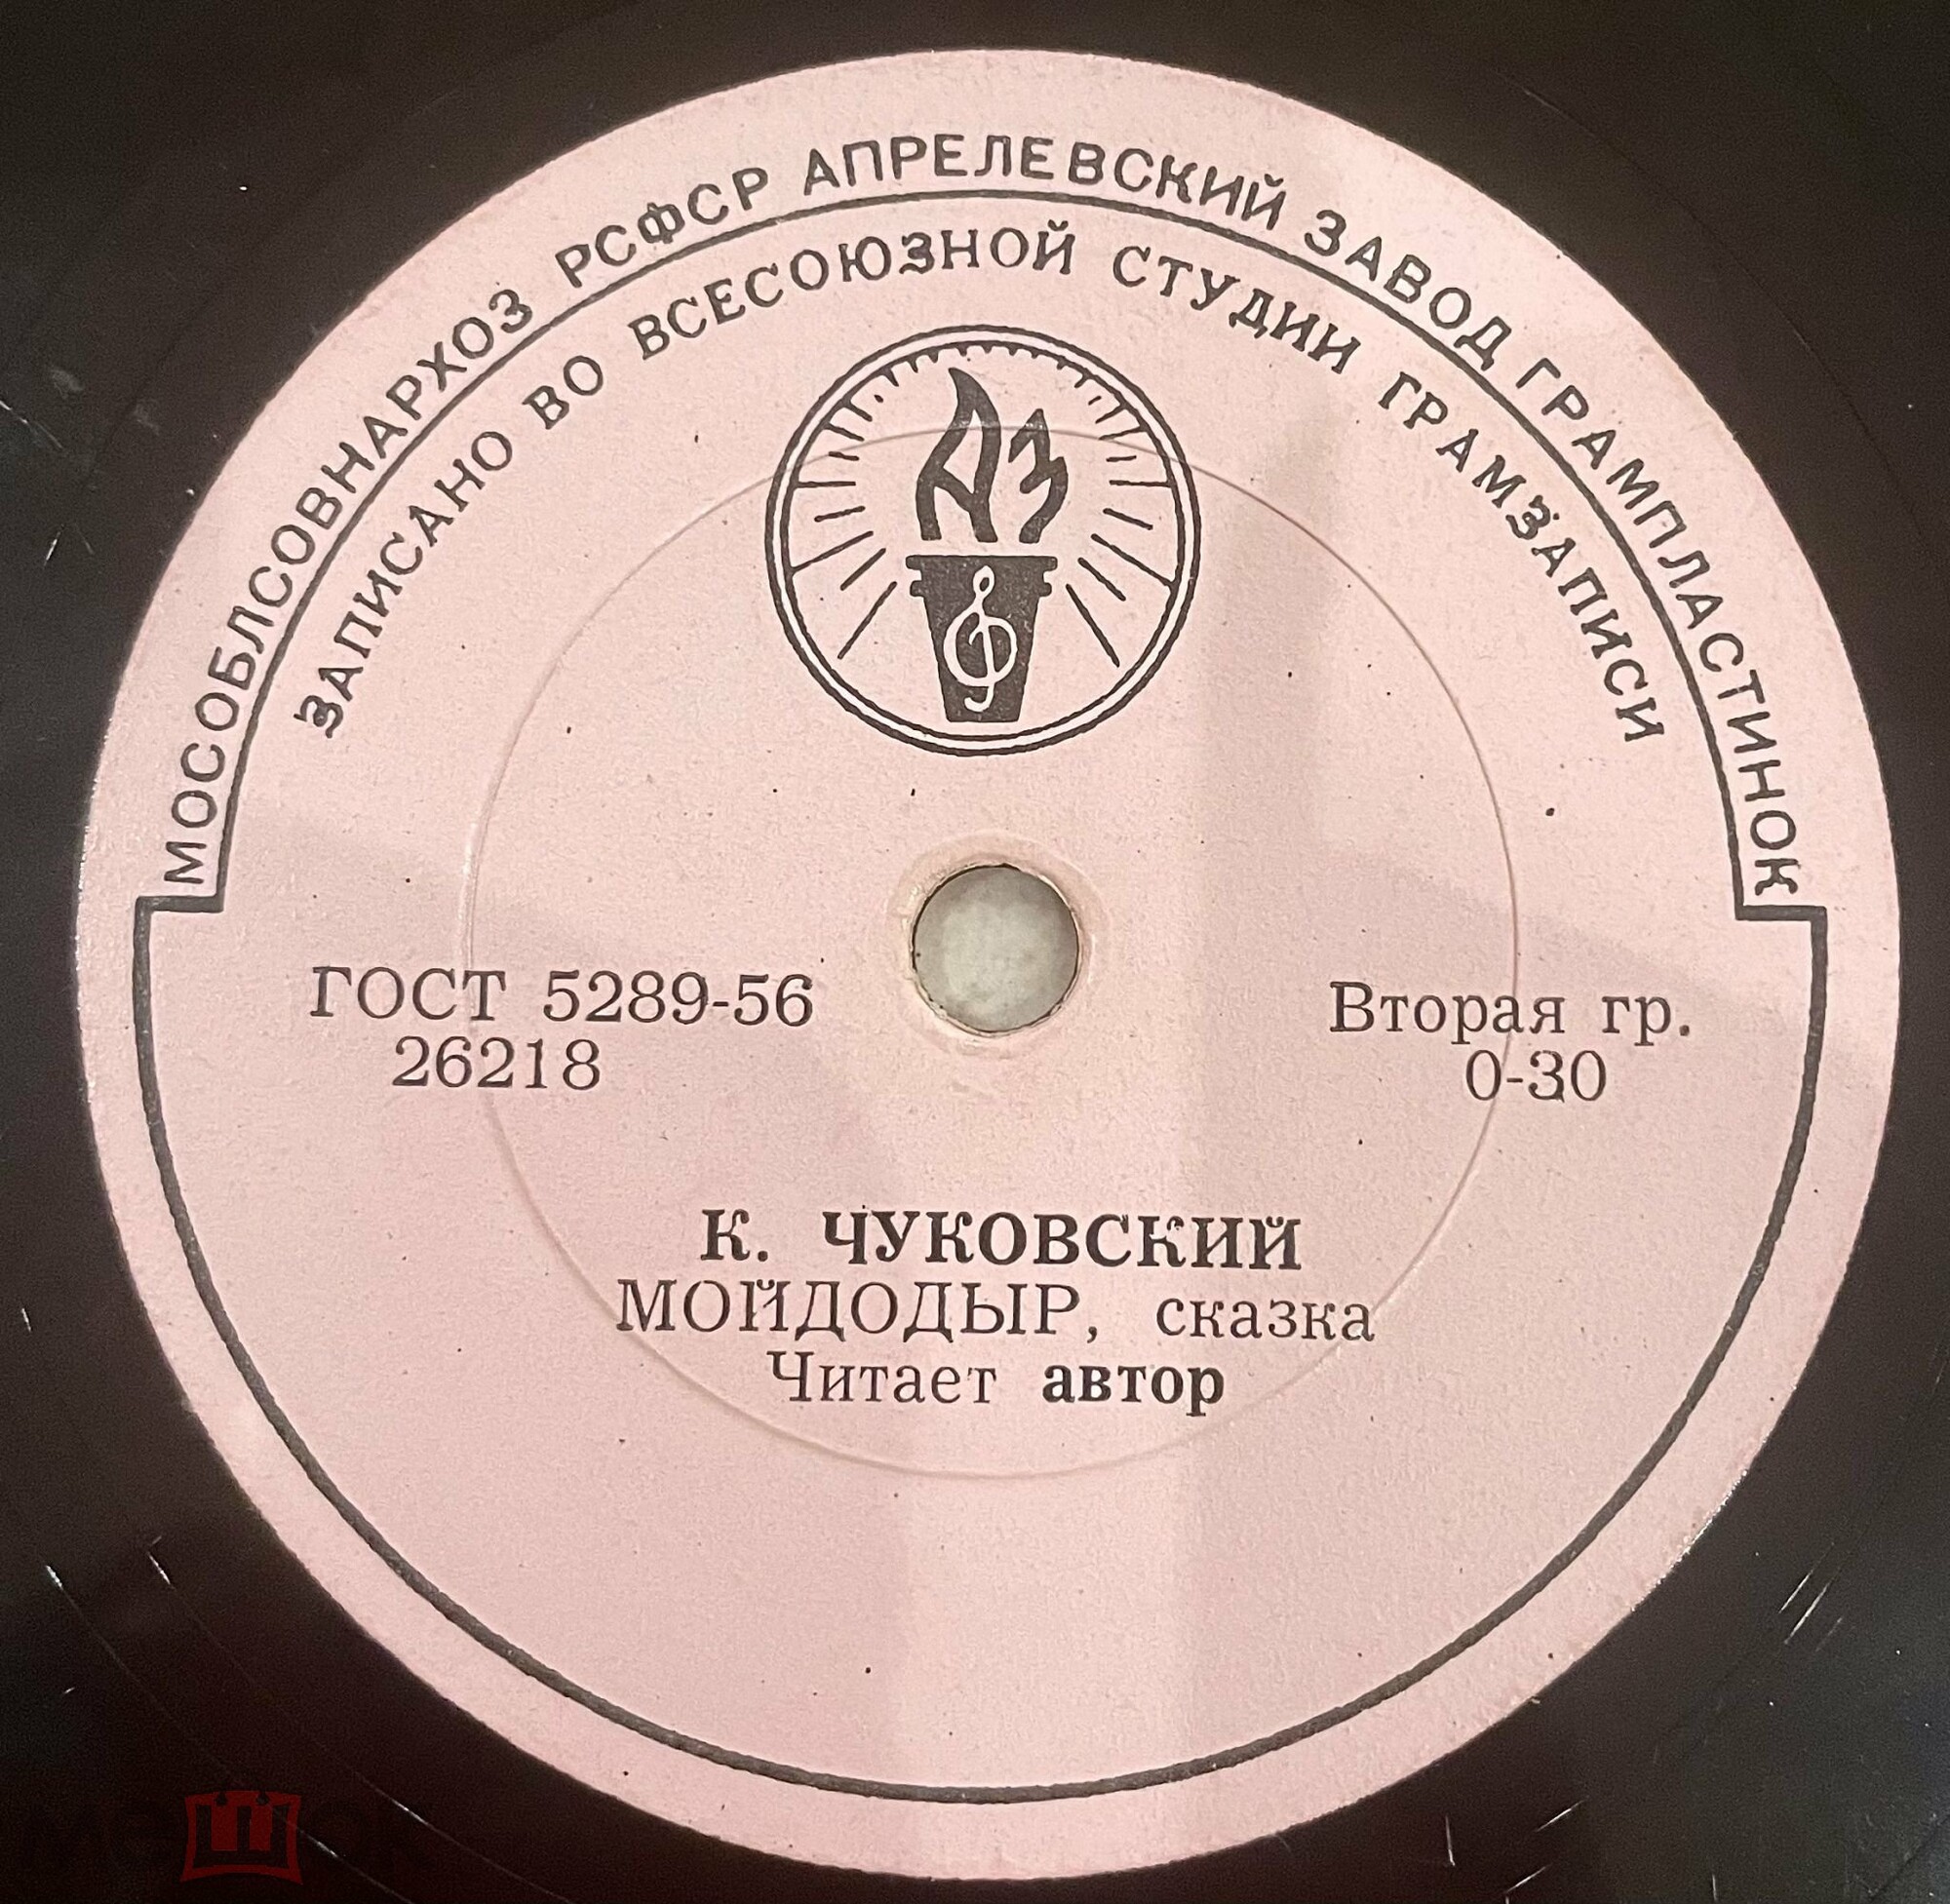 МОСОБЛСОВНАРХОЗ РСФСР АПРЕЛЕВСКИЙ ЗАВОД ГРАМПЛАСТИНОК
ЗАПИСАНО ВО ВСЕСОЮЗНОЙ СТУДИИ ГРАМЗАПИСИ
АЗ
ГОСТ 5289-56
26218
Вторая гр.
0-30
К. ЧУКОВСКИЙ
МОЙДОДЫР, сказка
Читает автор